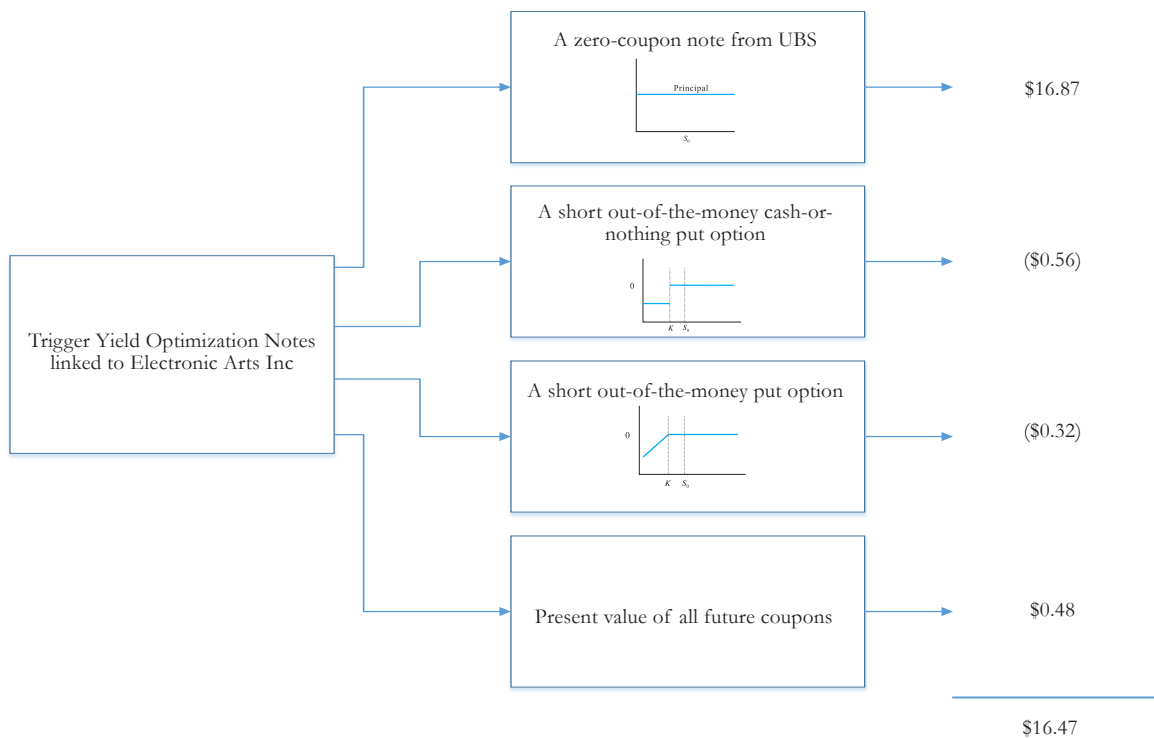 A zero-coupon note from UBS
Principal
S₀
$16.87
A short out-of-the-money cash-or-
nothing put option
0
K
S₀
($0.56)
Trigger Yield Optimization Notes
linked to Electronic Arts Inc
A short out-of-the-money put option
0
K
S₀
($0.32)
Present value of all future coupons
$0.48
$16.47